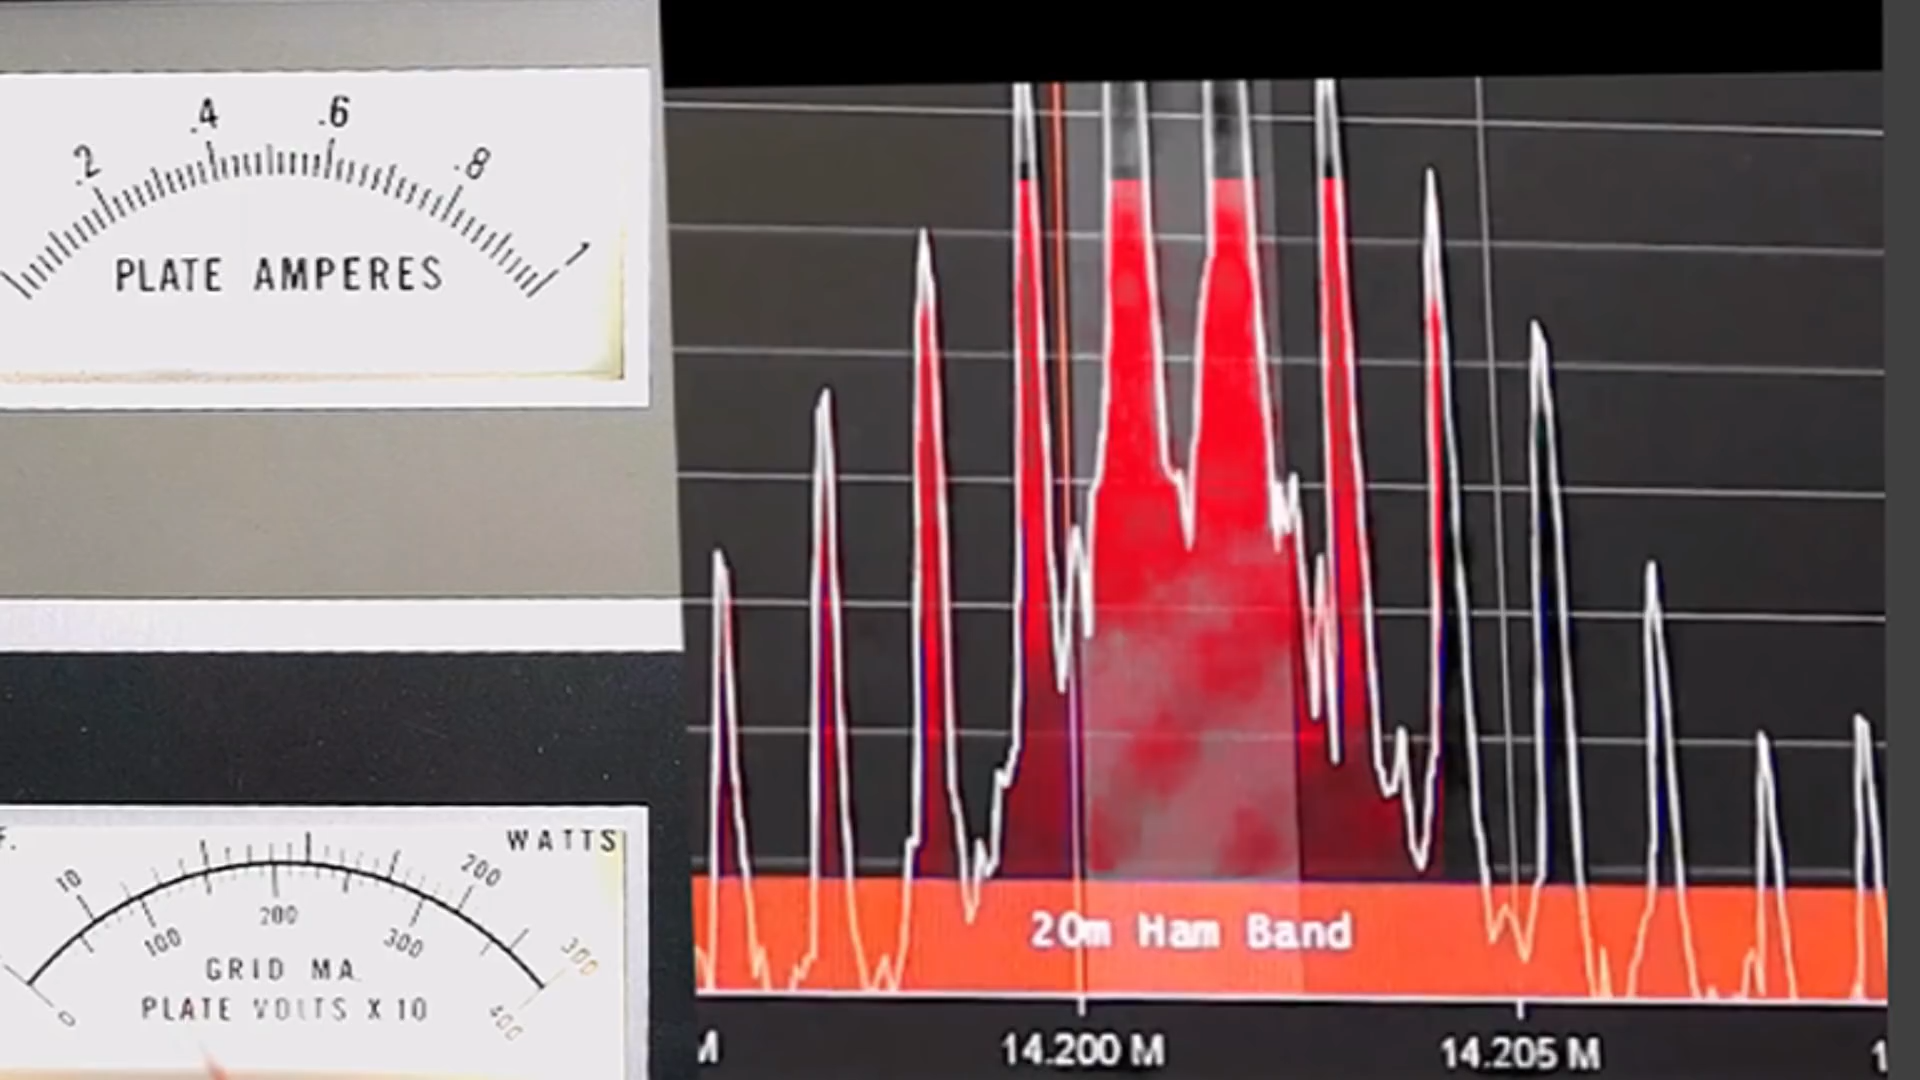 .2 .4 .6 .8 1
PLATE AMPERES
F. WATTS
10 200
100 200 300
300
GRID MA.
PLATE VOLTS X 10
0 400
20m Ham Band
M 14.200 M 14.205 M 1